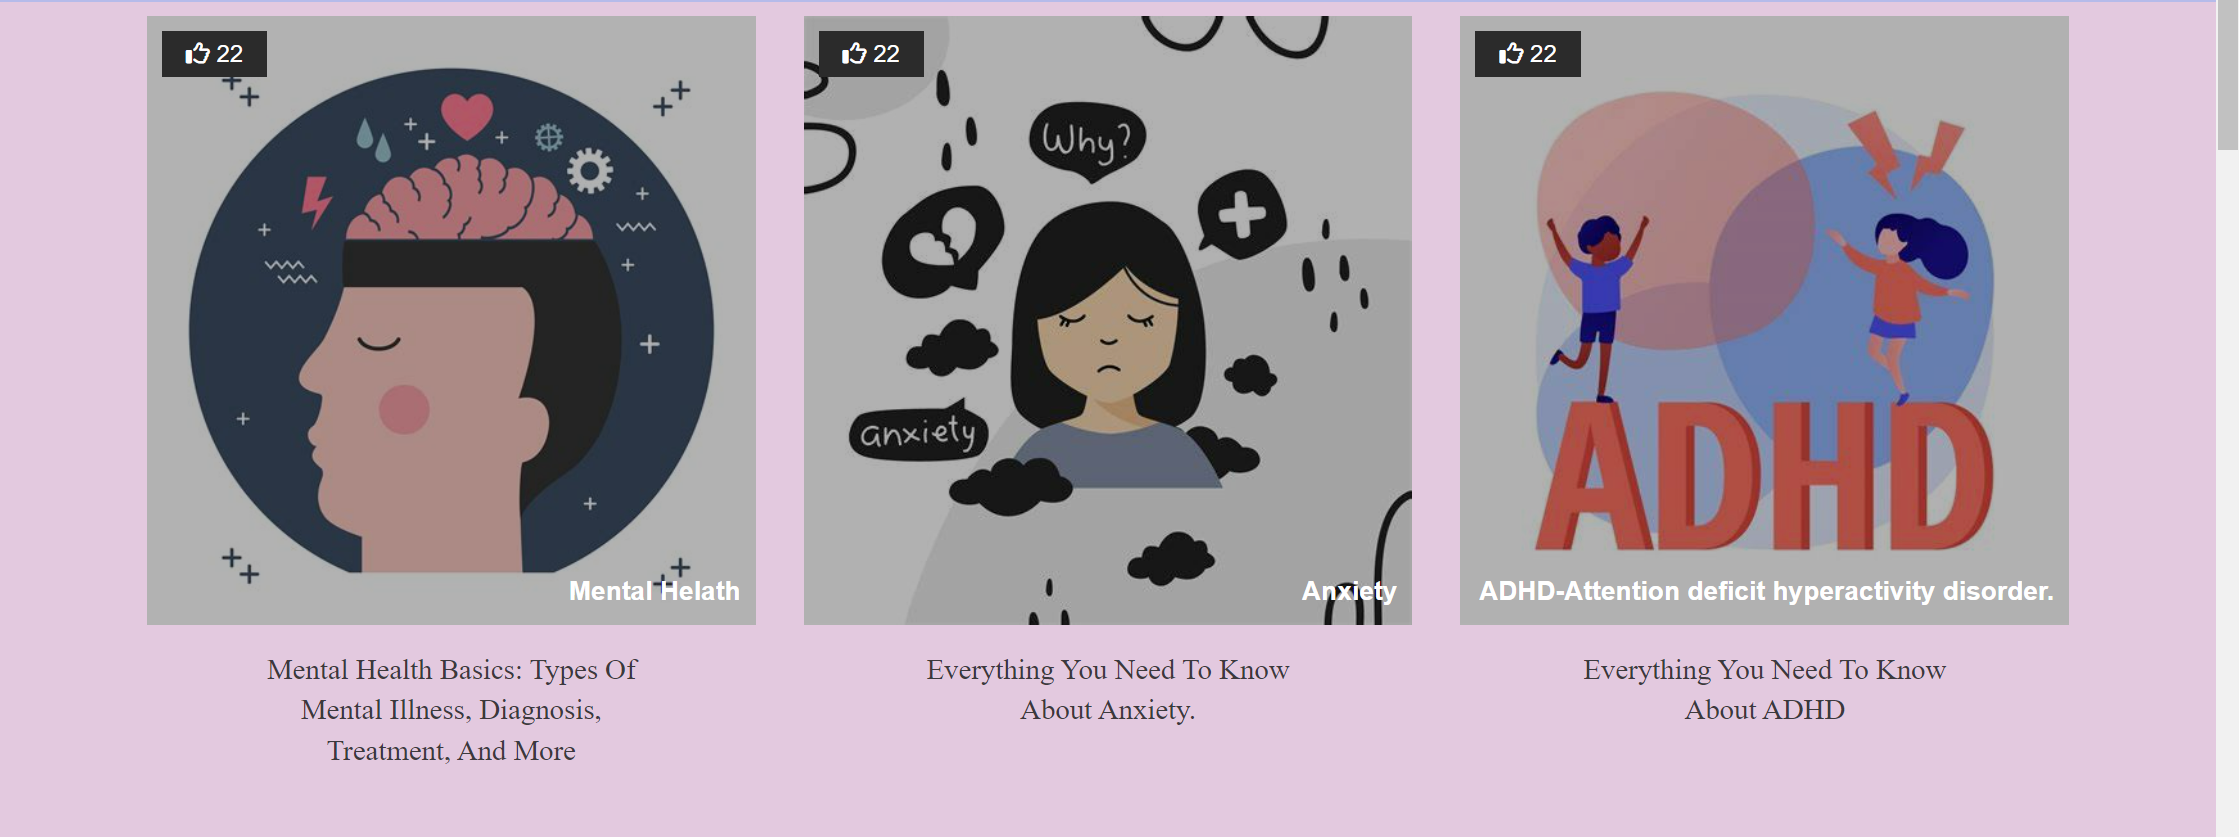 22
22
22
Why?
anxiety
ADHD
Mental Helath
Anxiety
ADHD-Attention deficit hyperactivity disorder.
Mental Health Basics: Types Of
Mental Illness, Diagnosis,
Treatment, And More
Everything You Need To Know
About Anxiety.
Everything You Need To Know
About ADHD